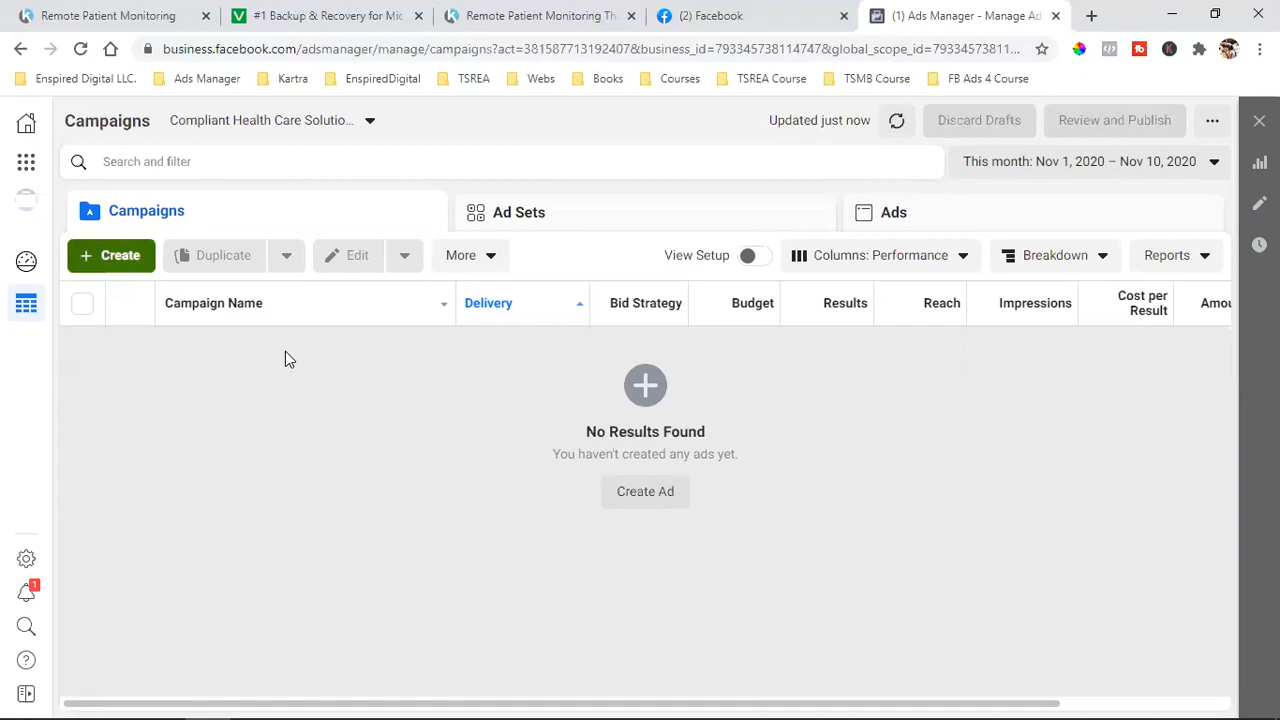 Remote Patient Monitoring
#1 Backup & Recovery for Mic
Remote Patient Monitoring Th
(2) Facebook
(1) Ads Manager - Manage Ad
business.facebook.com/adsmanager/manage/campaigns?act=381587713192407&business_id=793345738114747&global_scope_id=79334573811...
Enspired Digital LLC.
Ads Manager
Kartra
EnspiredDigital
TSREA
Webs
Books
Courses
TSREA Course
TSMB Course
FB Ads 4 Course
Campaigns
Compliant Health Care Solutio...
Updated just now
Discard Drafts
Review and Publish
Search and filter
This month: Nov 1, 2020 – Nov 10, 2020
Campaigns
Ad Sets
Ads
+ Create
Duplicate
Edit
More
View Setup
Columns: Performance
Breakdown
Reports
Campaign Name
Delivery
Bid Strategy
Budget
Results
Reach
Impressions
Cost per
Result
Amou
No Results Found
You haven't created any ads yet.
Create Ad
1